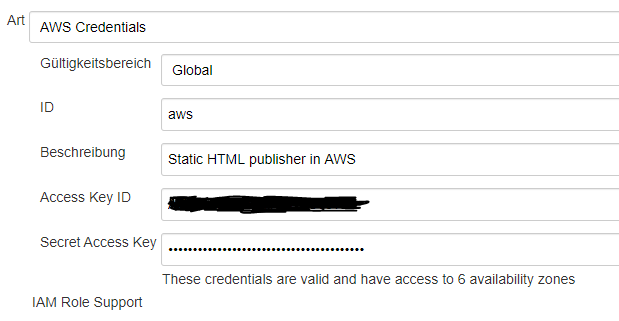 Art AWS Credentials
Gültigkeitsbereich Global
ID aws
Beschreibung Static HTML publisher in AWS
Access Key ID
Secret Access Key ••••••••••••••••••••••••••••••••••••••••
These credentials are valid and have access to 6 availability zones
IAM Role Support